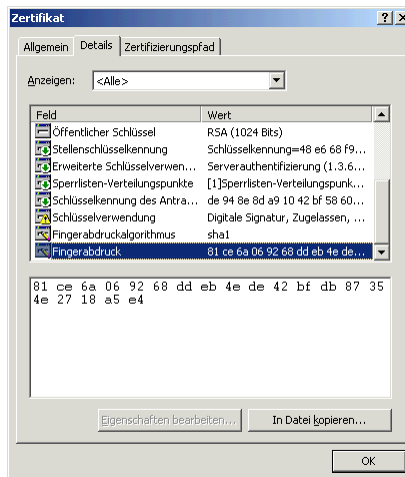 Zertifikat
Allgemein Details Zertifizierungspfad
Anzeigen: <Alle>
Feld Wert
Öffentlicher Schlüssel RSA (1024 Bits)
Stellenschlüsselkennung Schlüsselkennung=48 e6 68 f9...
Erweiterte Schlüsselverwen... Serverauthentifizierung (1.3.6...
Sperrlisten-Verteilungspunkte [1]Sperrlisten-Verteilungspunk...
Schlüsselkennung des Antra... de 94 8e 8d a9 10 42 bf 58 60...
Schlüsselverwendung Digitale Signatur, Zugelassen, ...
Fingerabdruckalgorithmus sha1
Fingerabdruck 81 ce 6a 06 92 68 dd eb 4e de...
81 ce 6a 06 92 68 dd eb 4e de 42 bf db 87 35
4e 27 18 a5 e4
Eigenschaften bearbeiten... In Datei kopieren...
OK